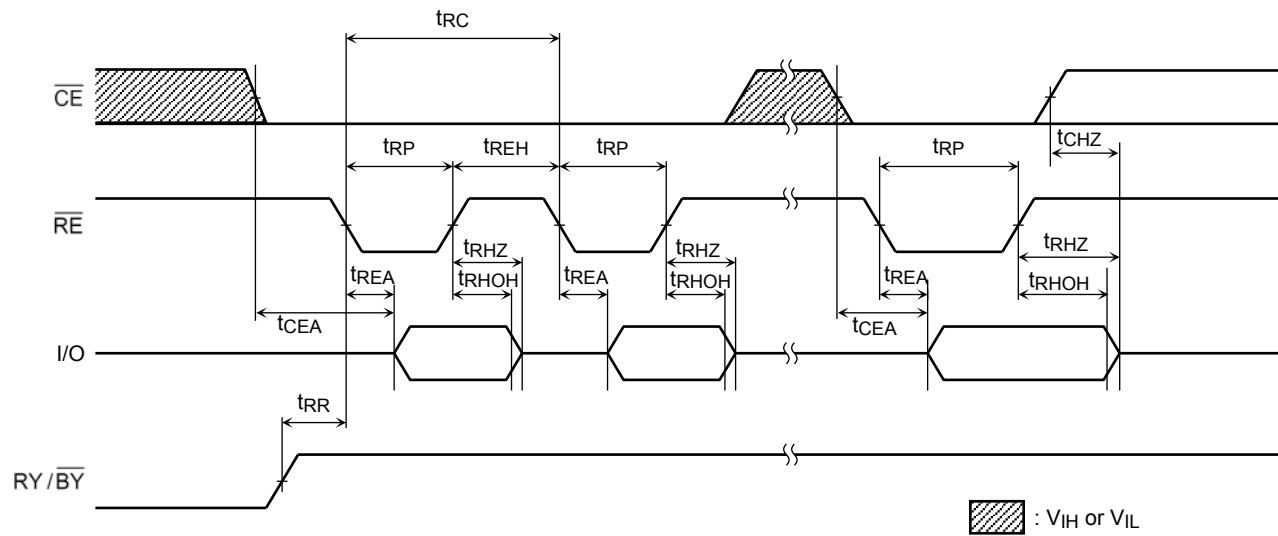 tRC
CE
tRP tREH tRP tRP tCHZ
RE
tRHZ tRHZ tRHZ
tREA tRHOH tREA tRHOH tREA tRHOH
tCEA tCEA
I/O
tRR
RY/BY
: VIH or VIL